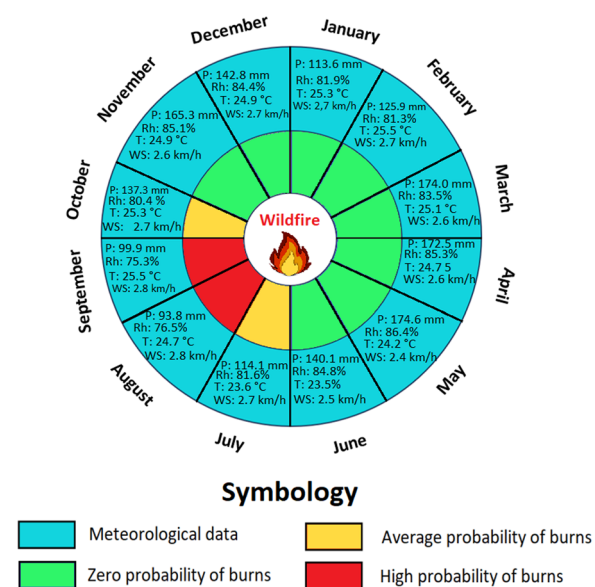 January
P: 113.6 mm
Rh: 81.9%
T: 25.3 °C
WS: 2,7 km/h
February
P: 125.9 mm
Rh: 81.3%
T: 25.5 °C
WS: 2.7 km/h
March
P: 174.0 mm
Rh: 83.5%
T: 25.1 °C
WS: 2.6 km/h
April
P: 172.5 mm
Rh: 85.3%
T: 24.7 5
WS: 2.6 km/h
May
P: 174.6 mm
Rh: 86.4%
T: 24.2 °C
WS: 2.4 km/h
June
P: 140.1 mm
Rh: 84.8%
T: 23.5%
WS: 2.5 km/h
July
P: 114.1 mm
Rh: 81.6%
T: 23.6 °C
WS: 2.7 km/h
August
P: 93.8 mm
Rh: 76.5%
T: 24.7 °C
WS: 2.8 km/h
September
P: 99.9 mm
Rh: 75.3%
T: 25.5 °C
WS: 2.8 km/h
October
P: 137.3 mm
Rh: 80.4 %
T: 25.3 °C
WS: 2.7 km/h
November
P: 165.3 mm
Rh: 85.1%
T: 24.9 °C
WS: 2.6 km/h
December
P: 142.8 mm
Rh: 84.4%
T: 24.9 °C
WS: 2.7 km/h
Wildfire
Symbology
Meteorological data
Average probability of burns
Zero probability of burns
High probability of burns